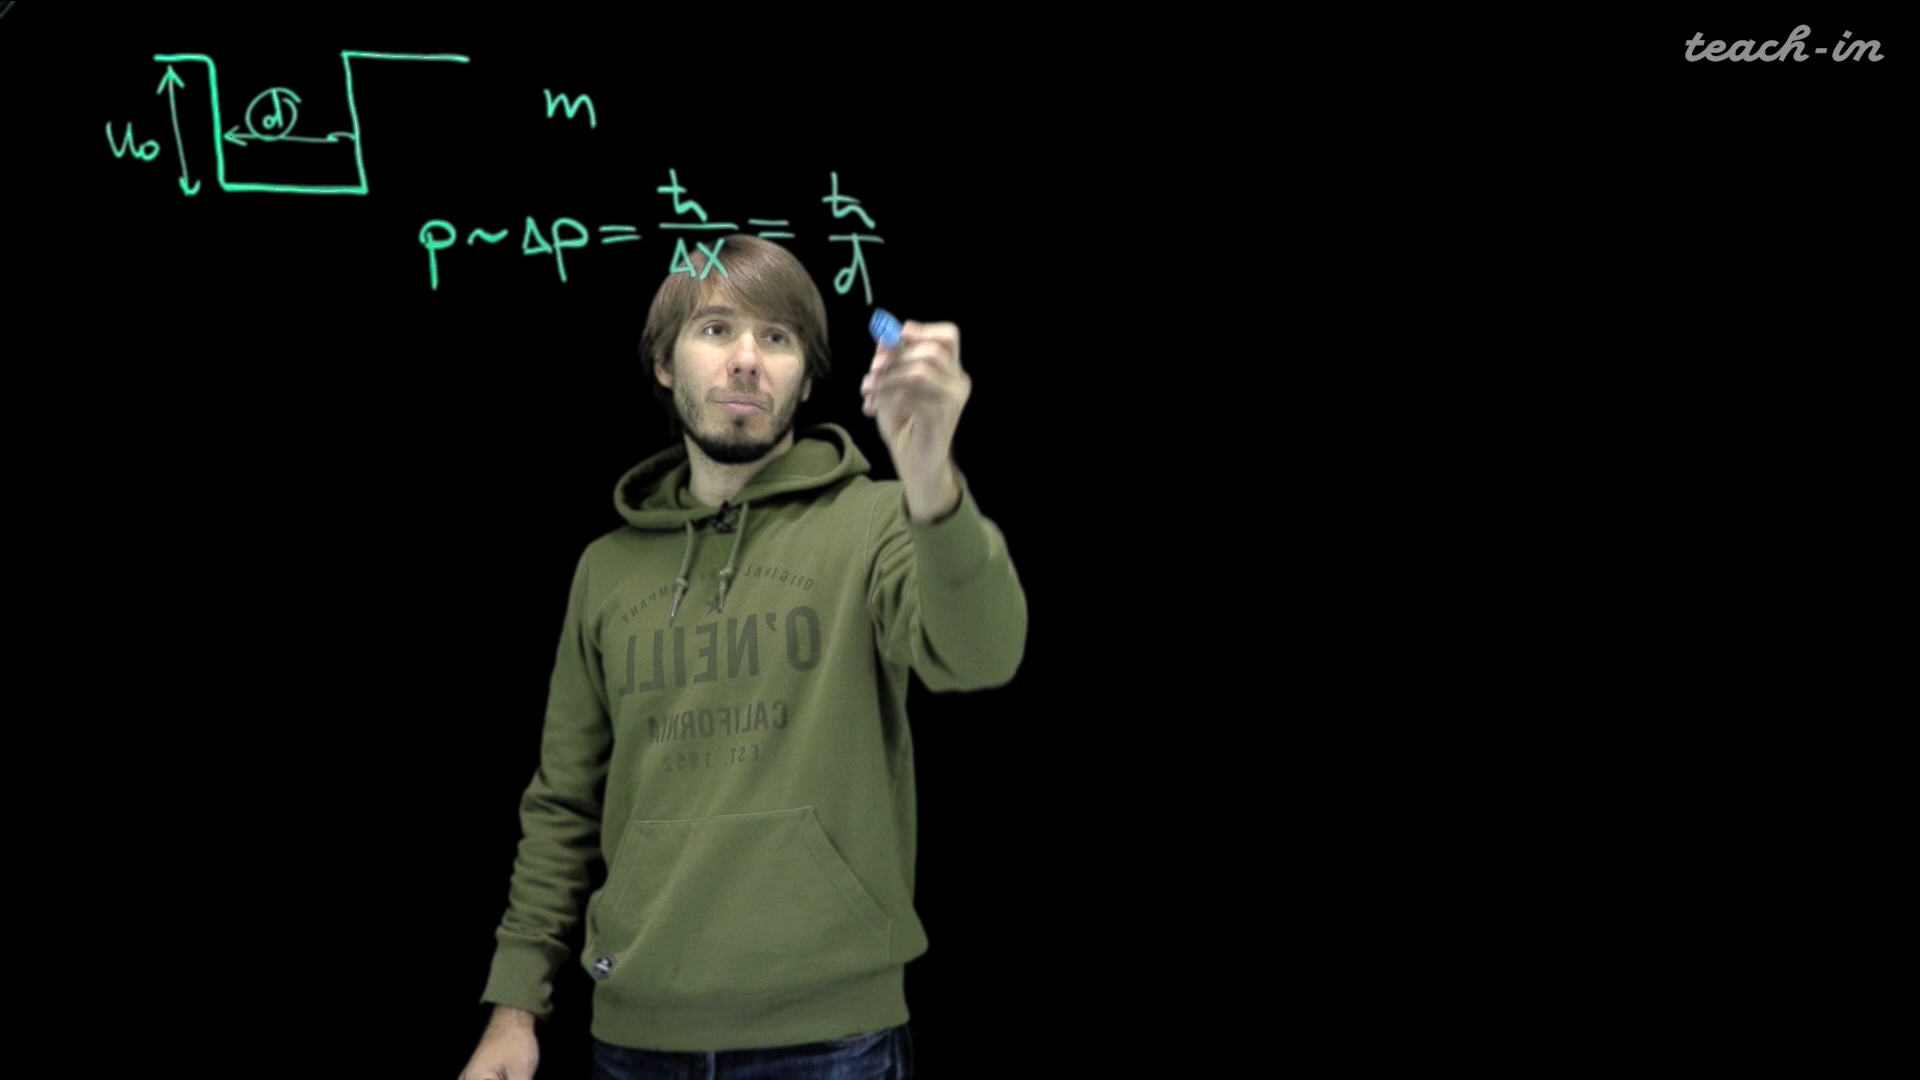 teach-in
U₀
d
m
p ~ Δp = ħ/Δx = ħ/d
ORIGINAL COMPANY
O'NEILL
CALIFORNIA
EST. 1952